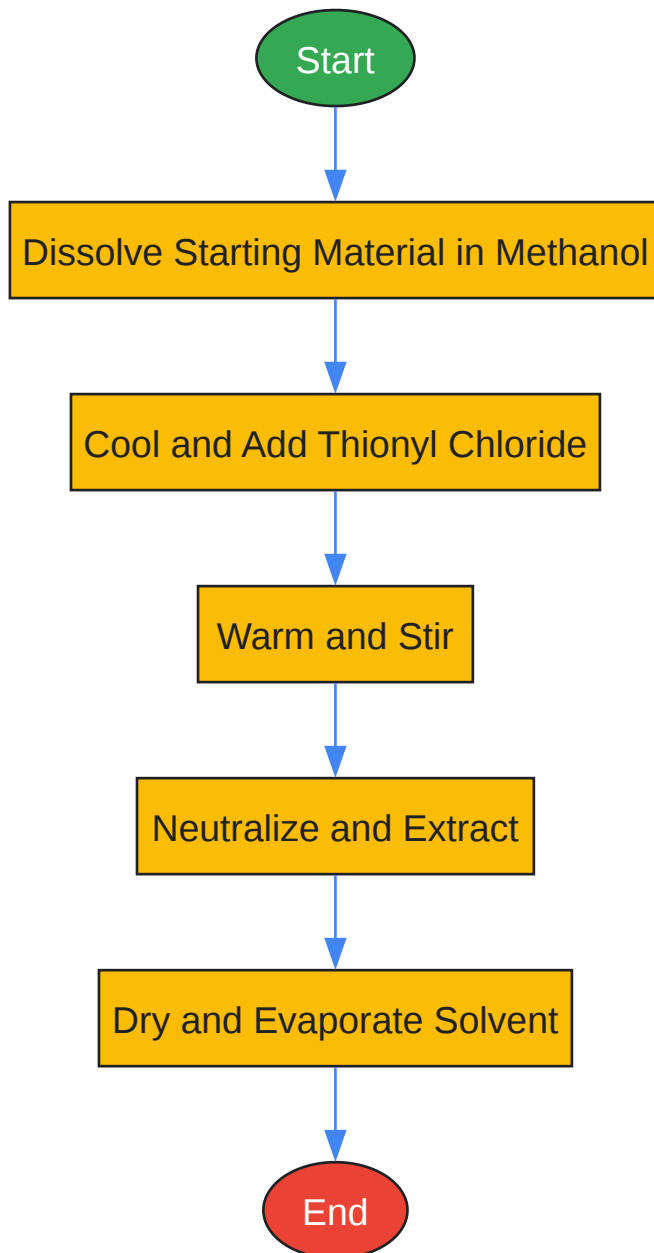 Start
Dissolve Starting Material in Methanol
Cool and Add Thionyl Chloride
Warm and Stir
Neutralize and Extract
Dry and Evaporate Solvent
End